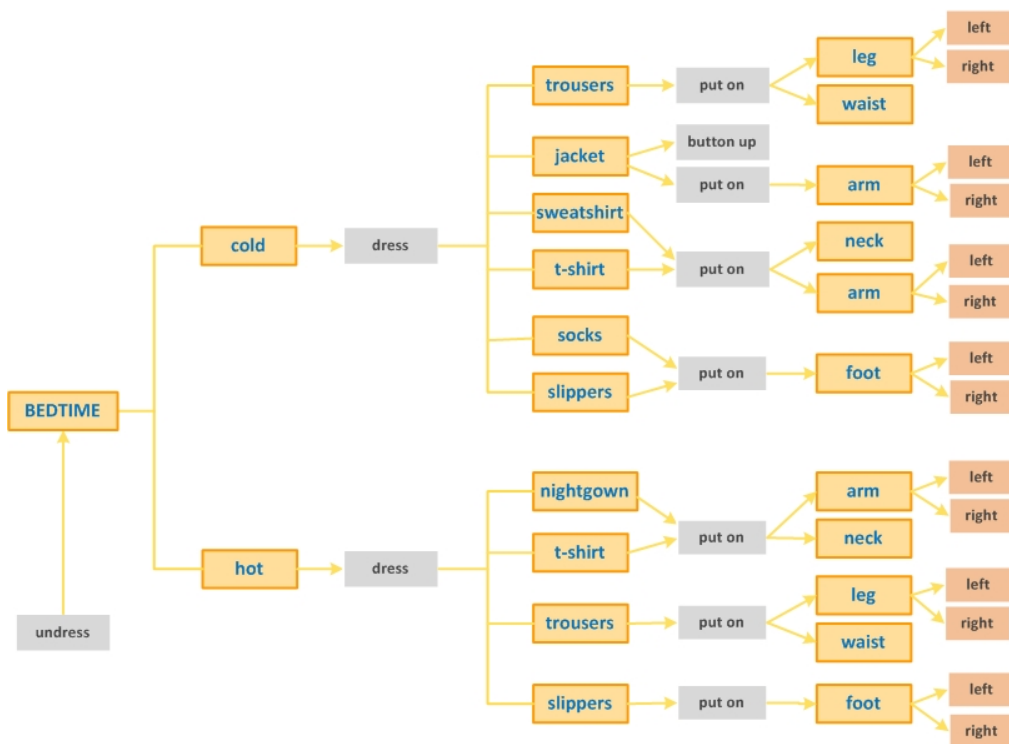 left
leg
right
trousers
put on
waist
button up
jacket
left
put on
arm
right
sweatshirt
neck
cold
dress
left
t-shirt
put on
arm
right
socks
left
put on
foot
slippers
right
BEDTIME
left
nightgown
arm
right
put on
t-shirt
neck
hot
dress
left
leg
trousers
put on
right
undress
waist
left
slippers
put on
foot
right